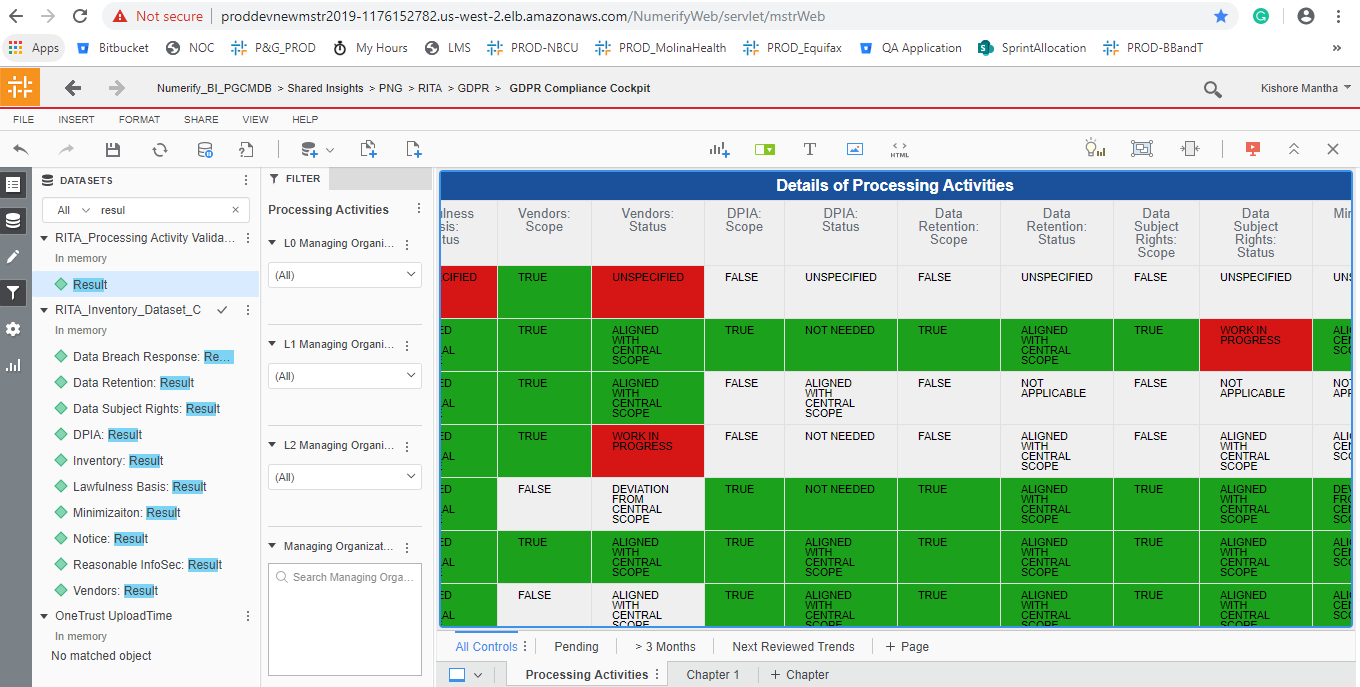 Not secure
proddevnewmstr2019-1176152782.us-west-2.elb.amazonaws.com/NumerifyWeb/servlet/mstrWeb
Apps Bitbucket NOC P&G_PROD My Hours LMS PROD-NBCU PROD_MolinaHealth PROD_Equifax QA Application SprintAllocation PROD-BBandT »
Numerify_BI_PGCMDB > Shared Insights > PNG > RITA > GDPR > GDPR Compliance Cockpit
Kishore Mantha
FILE INSERT FORMAT SHARE VIEW HELP
T
HTML
DATASETS
All resul
RITA_Processing Activity Valida...
In memory
Result
RITA_Inventory_Dataset_C
In memory
Data Breach Response: Re...
Data Retention: Result
Data Subject Rights: Result
DPIA: Result
Inventory: Result
Lawfulness Basis: Result
Minimizaiton: Result
Notice: Result
Reasonable InfoSec: Result
Vendors: Result
OneTrust UploadTime
In memory
No matched object
FILTER
Processing Activities
L0 Managing Organi...
(All)
L1 Managing Organi...
(All)
L2 Managing Organi...
(All)
Managing Organizat...
Search Managing Orga...
Details of Processing Activities
Vendors: Scope
Vendors: Status
DPIA: Scope
DPIA: Status
Data Retention: Scope
Data Retention: Status
Data Subject Rights: Scope
Data Subject Rights: Status
TRUE UNSPECIFIED FALSE UNSPECIFIED FALSE UNSPECIFIED FALSE UNSPECIFIED
TRUE ALIGNED WITH CENTRAL SCOPE TRUE NOT NEEDED TRUE ALIGNED WITH CENTRAL SCOPE TRUE WORK IN PROGRESS
TRUE ALIGNED WITH CENTRAL SCOPE FALSE ALIGNED WITH CENTRAL SCOPE FALSE NOT APPLICABLE FALSE NOT APPLICABLE
TRUE WORK IN PROGRESS FALSE NOT NEEDED FALSE ALIGNED WITH CENTRAL SCOPE FALSE ALIGNED WITH CENTRAL SCOPE
FALSE DEVIATION FROM CENTRAL SCOPE TRUE NOT NEEDED TRUE ALIGNED WITH CENTRAL SCOPE TRUE ALIGNED WITH CENTRAL SCOPE
TRUE ALIGNED WITH CENTRAL SCOPE TRUE ALIGNED WITH CENTRAL SCOPE TRUE ALIGNED WITH CENTRAL SCOPE TRUE ALIGNED WITH CENTRAL SCOPE
FALSE ALIGNED WITH CENTRAL SCOPE TRUE ALIGNED WITH CENTRAL SCOPE TRUE ALIGNED WITH CENTRAL SCOPE TRUE ALIGNED WITH CENTRAL SCOPE
All Controls Pending > 3 Months Next Reviewed Trends + Page
Processing Activities Chapter 1 + Chapter